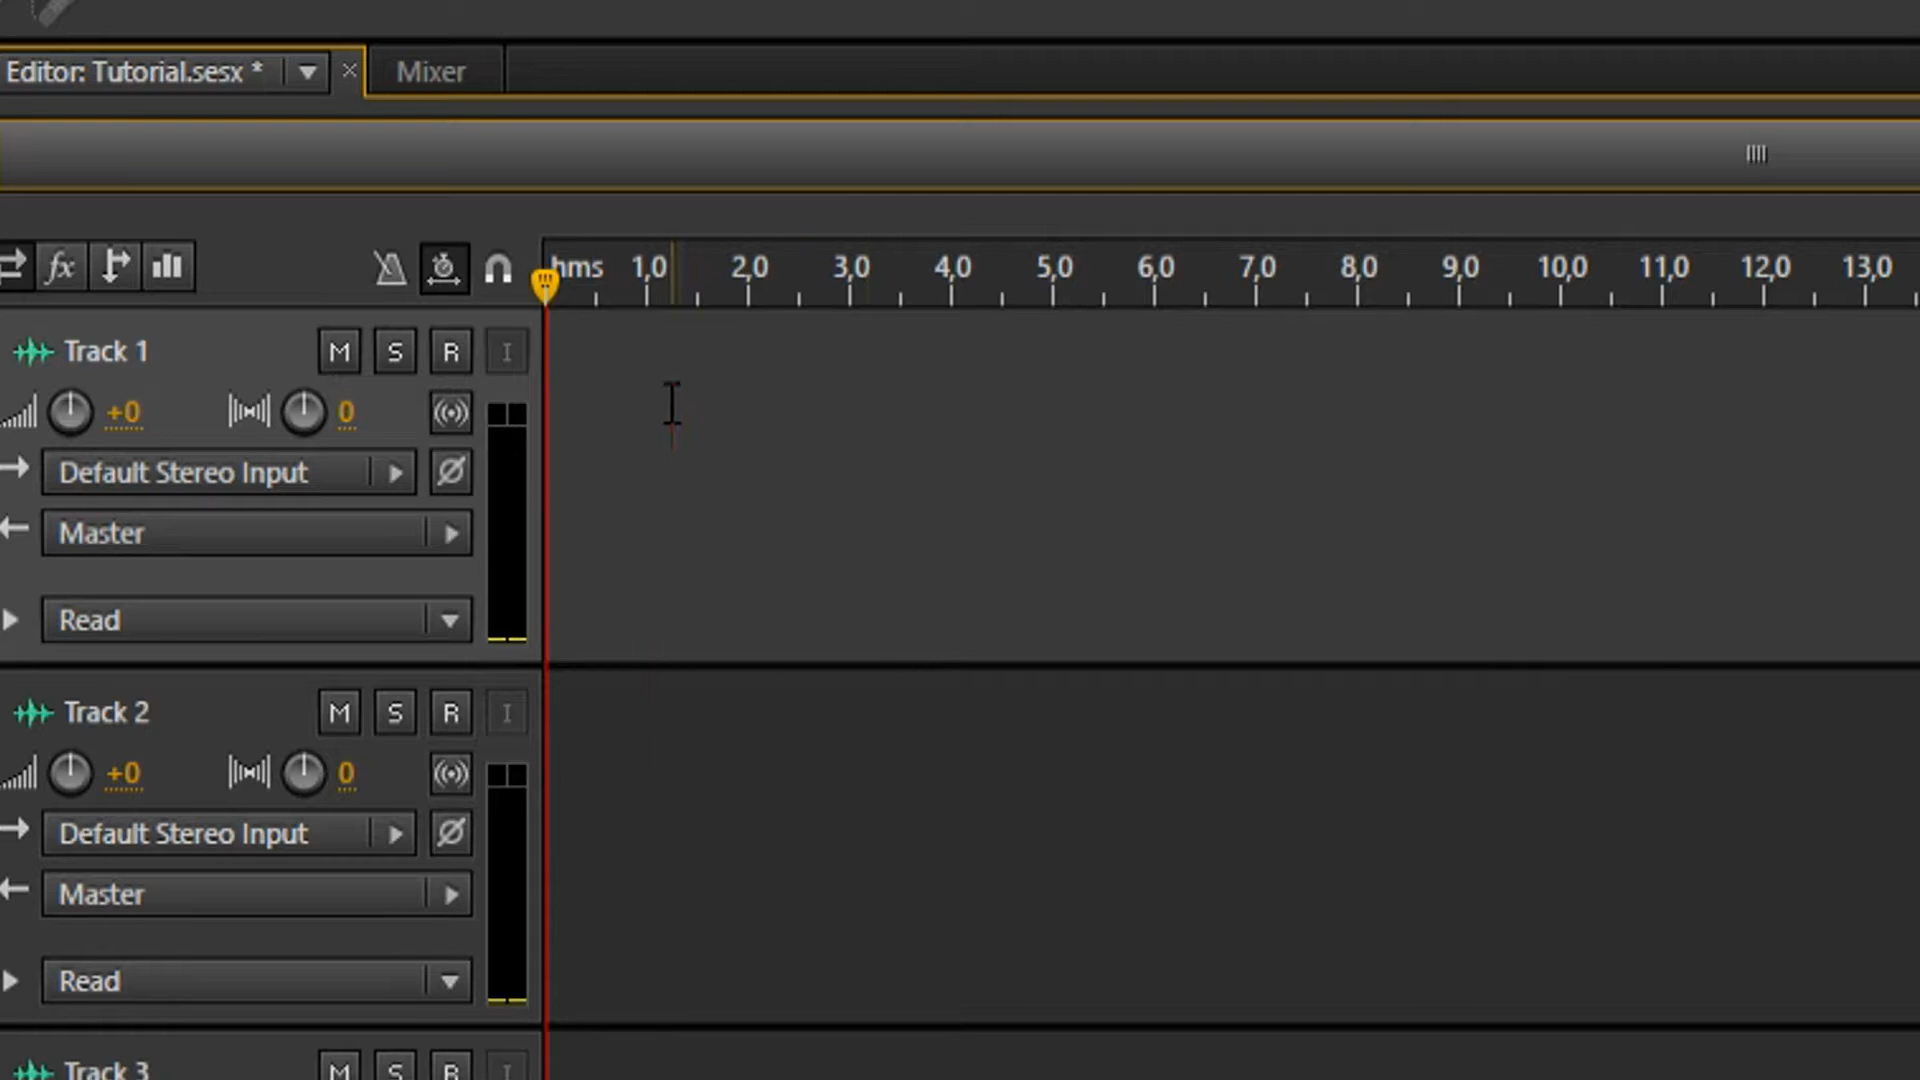 Editor: Tutorial.sesx *
Mixer
fx
hms 1,0 2,0 3,0 4,0 5,0 6,0 7,0 8,0 9,0 10,0 11,0 12,0 13,0
Track 1 M S R I
+0 0
Default Stereo Input
Master
Read
Track 2 M S R I
+0 0
Default Stereo Input
Master
Read
Track 3 M S R I